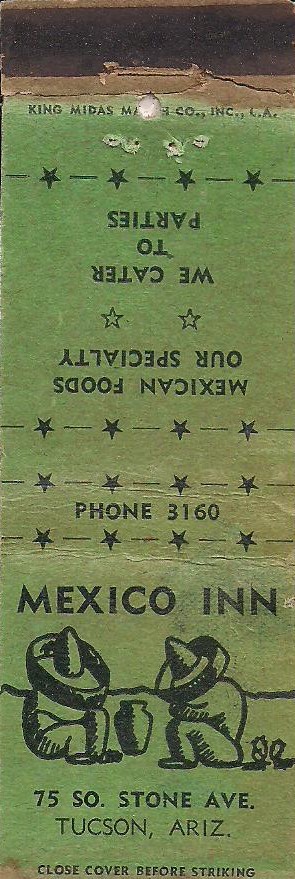 KING MIDAS MATCH CO., INC., L.A.
MEXICAN FOODS
OUR SPECIALTY
WE CATER
TO
PARTIES
PHONE 3160
MEXICO INN
75 SO. STONE AVE.
TUCSON, ARIZ.
CLOSE COVER BEFORE STRIKING